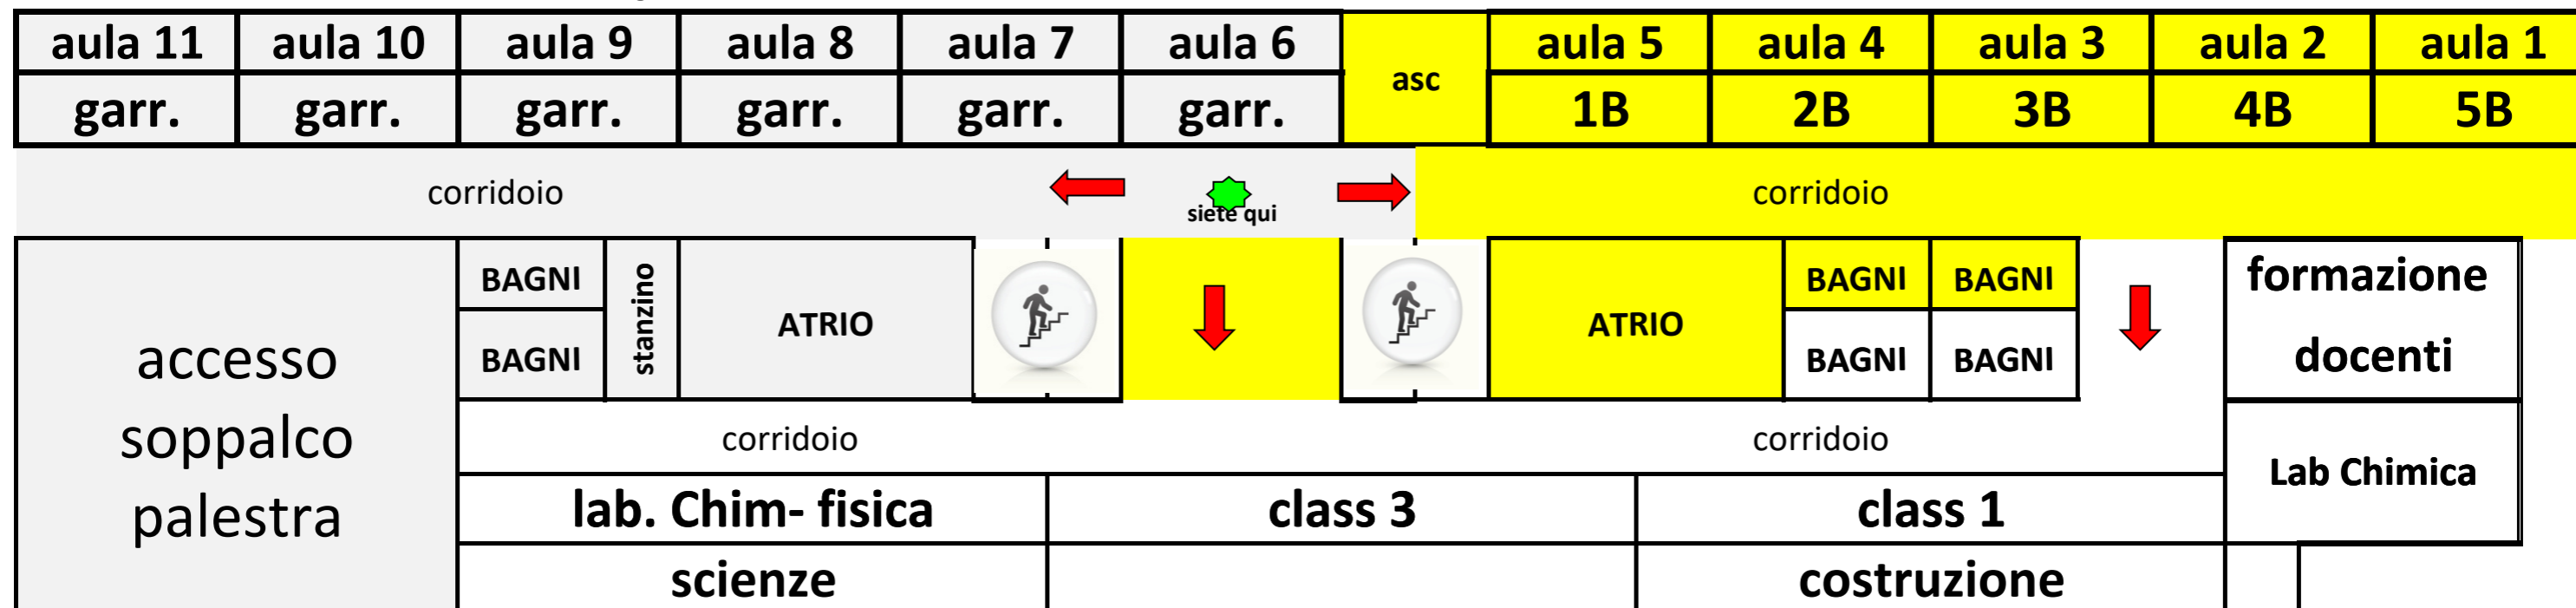 aula 11 aula 10 aula 9 aula 8 aula 7 aula 6 asc aula 5 aula 4 aula 3 aula 2 aula 1
garr. garr. garr. garr. garr. garr. 1B 2B 3B 4B 5B
corridoio siete qui corridoio
BAGNI BAGNI BAGNI formazione
stanzino ATRIO ATRIO
BAGNI BAGNI BAGNI docenti
accesso
soppalco
palestra
corridoio corridoio
Lab Chimica
lab. Chim- fisica class 3 class 1
scienze costruzione